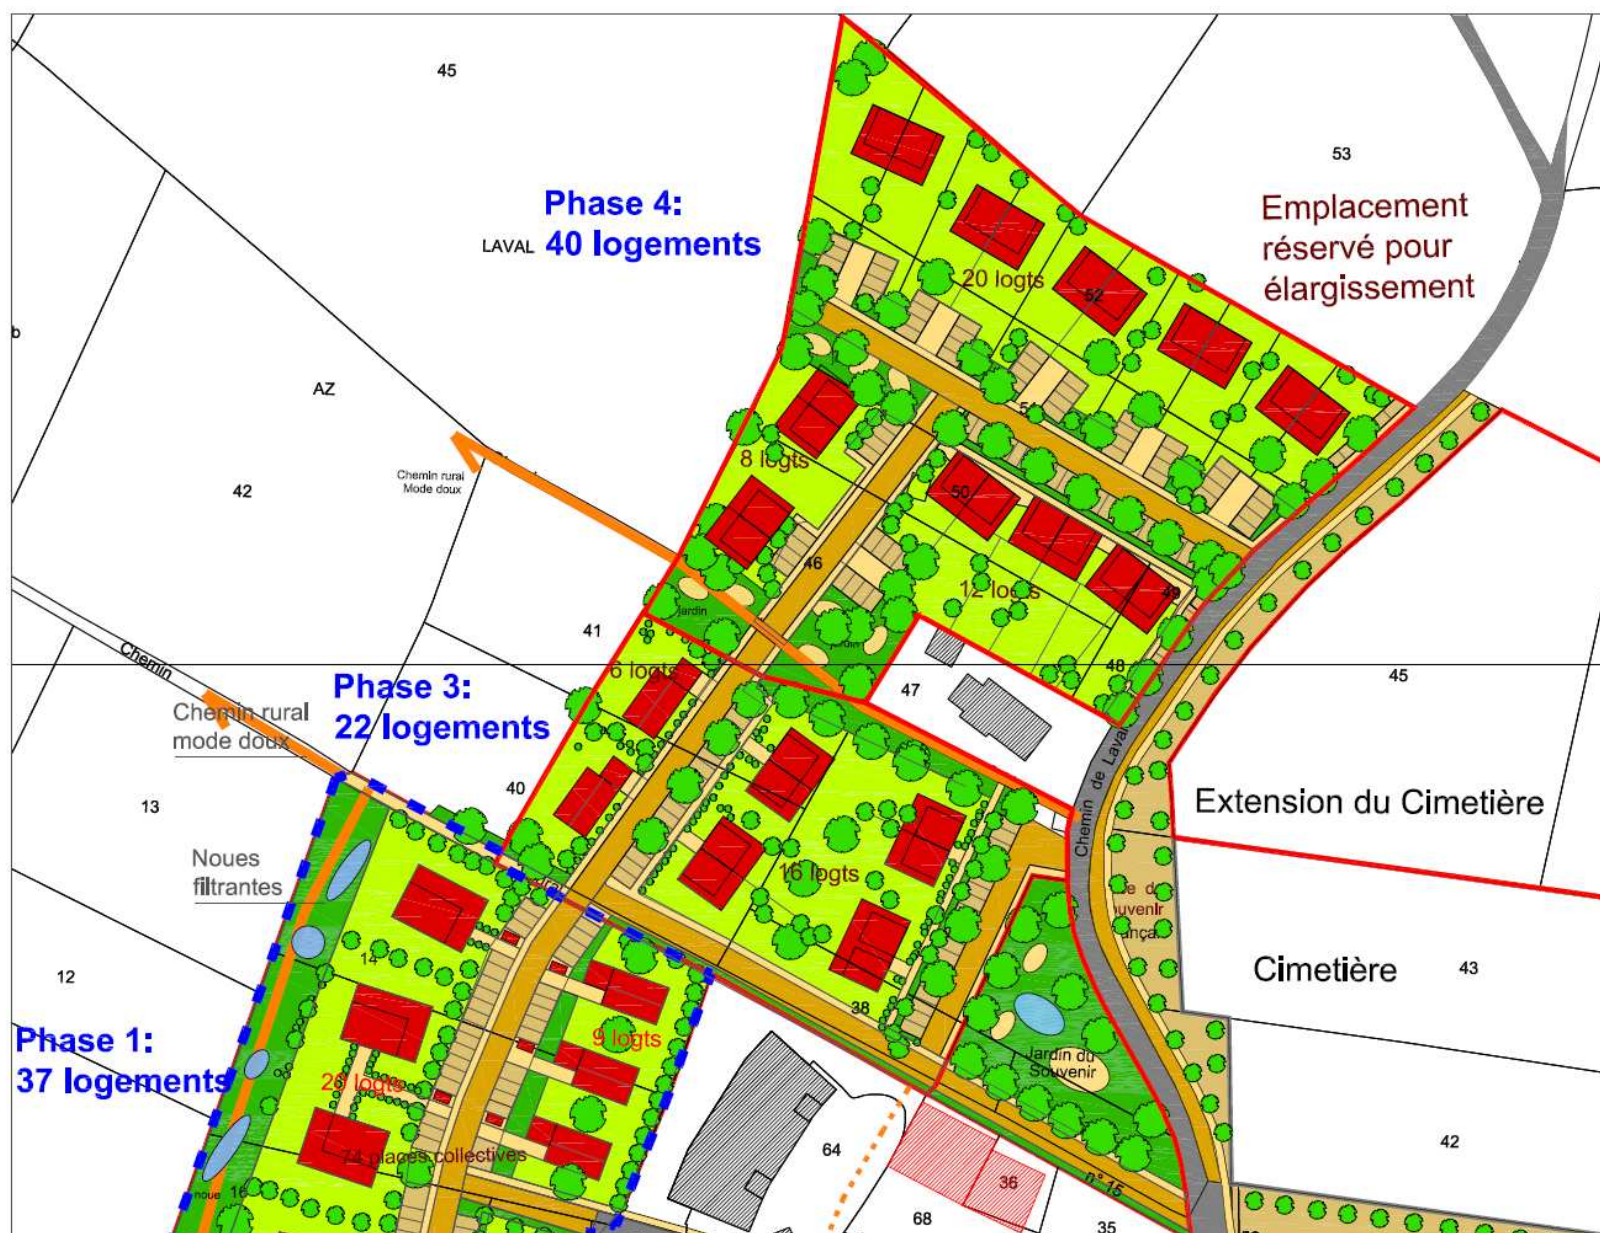 45
53
Phase 4:
LAVAL 40 logements
Emplacement
réservé pour
élargissement
20 logts
52
b
AZ
51
8 logts
Chemin rural
Mode doux
42
50
46
12 logts
49
jardin
41
jardin
Chemin
6 logts
48
47
45
Phase 3:
22 logements
Chemin rural
mode doux
Chemin de Laval
40
13
Extension du Cimetière
Noues
filtrantes
16 logts
14
Cimetière
43
12
38
Phase 1:
37 logements
9 logts
Jardin du
Souvenir
20 logts
74 places collectives
64
42
n° 15
36
noue
16
68
35